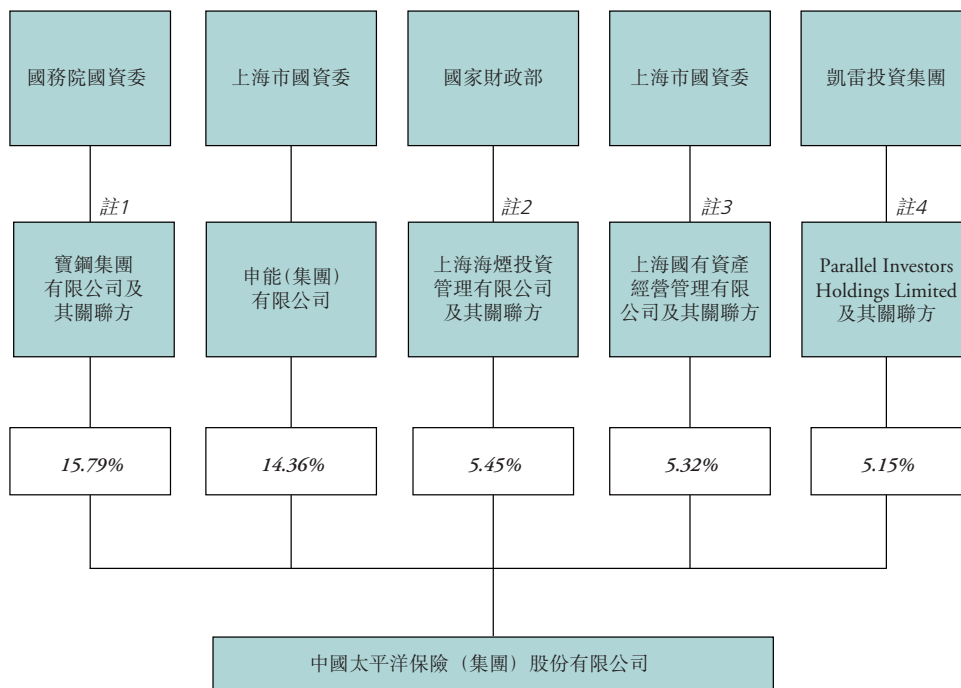 國務院國資委
上海市國資委
國家財政部
上海市國資委
凱雷投資集團
註1
註2
註3
註4
寶鋼集團
有限公司及
其關聯方
申能(集團)
有限公司
上海海煙投資
管理有限公司
及其關聯方
上海國有資產
經營管理有限
公司及其關聯方
Parallel Investors
Holdings Limited
及其關聯方
15.79%
14.36%
5.45%
5.32%
5.15%
中國太平洋保險（集團）股份有限公司